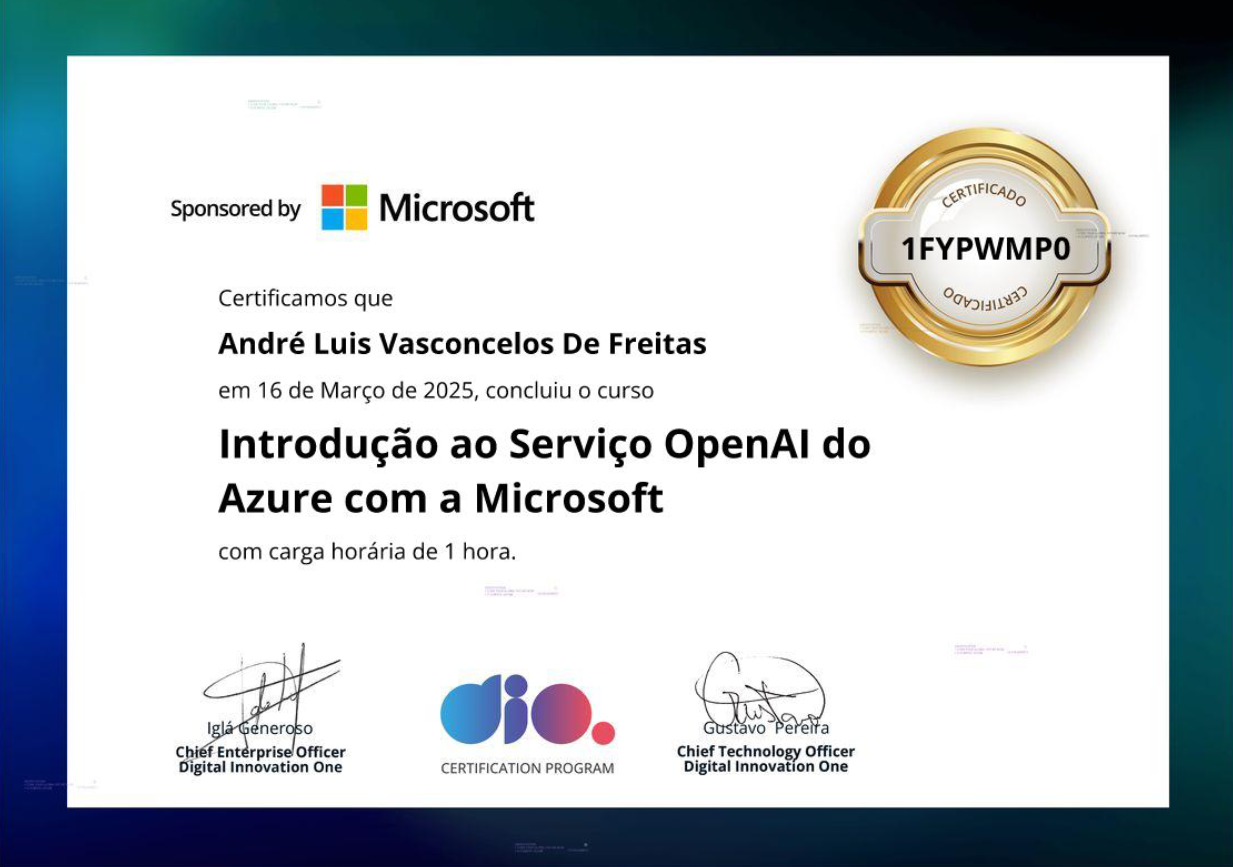 Sponsored by Microsoft
CERTIFICADO
1FYPWMP0
CERTIFICADO
Certificamos que
André Luis Vasconcelos De Freitas
em 16 de Março de 2025, concluiu o curso
Introdução ao Serviço OpenAI do
Azure com a Microsoft
com carga horária de 1 hora.
Iglá Generoso
Chief Enterprise Officer
Digital Innovation One
dio.
CERTIFICATION PROGRAM
Gustavo Pereira
Chief Technology Officer
Digital Innovation One